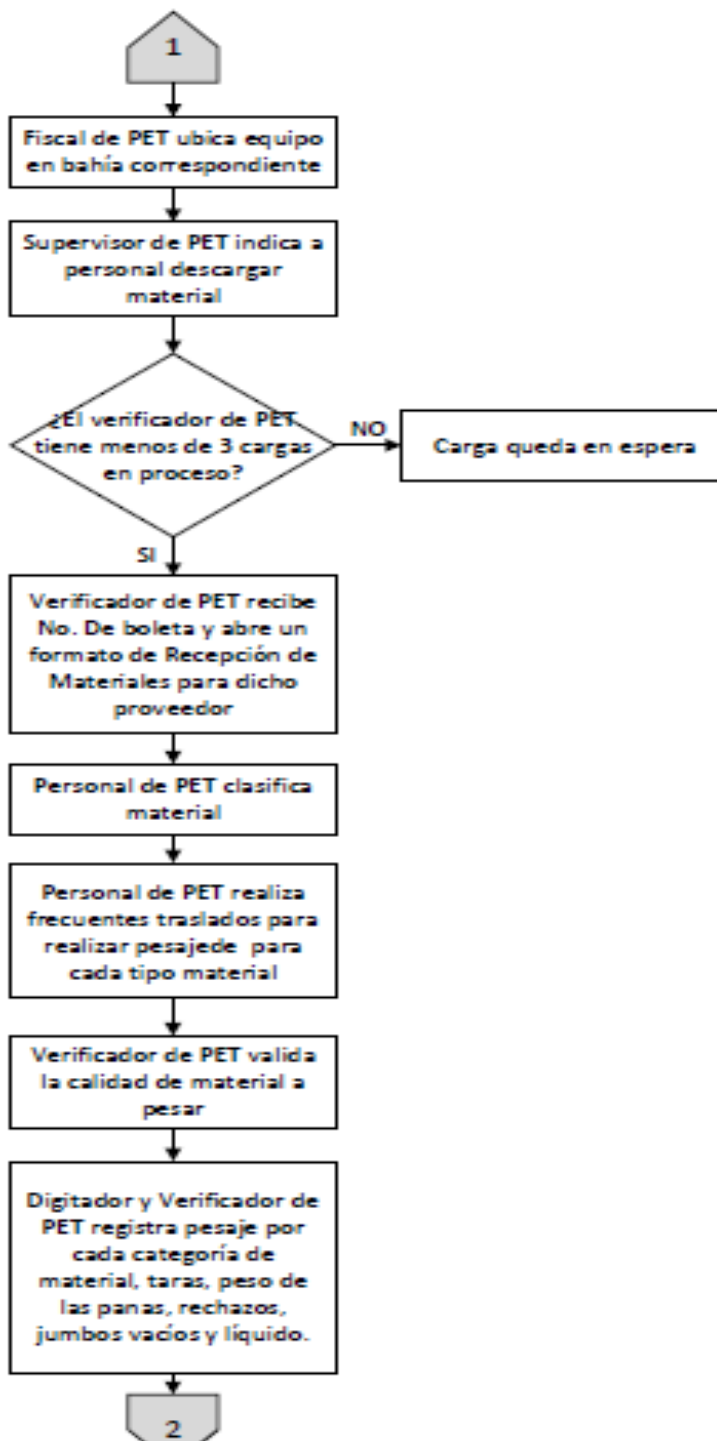 1
Fiscal de PET ubica equipo
en bahía correspondiente
Supervisor de PET indica a
personal descargar
material
¿El verificador de PET
tiene menos de 3 cargas
en proceso?
NO
Carga queda en espera
SI
Verificador de PET recibe
No. De boleta y abre un
formato de Recepción de
Materiales para dicho
proveedor
Personal de PET clasifica
material
Personal de PET realiza
frecuentes traslados para
realizar pesajede para
cada tipo material
Verificador de PET valida
la calidad de material a
pesar
Digitador y Verificador de
PET registra pesaje por
cada categoría de
material, taras, peso de
las panas, rechazos,
jumbos vacíos y líquido.
2